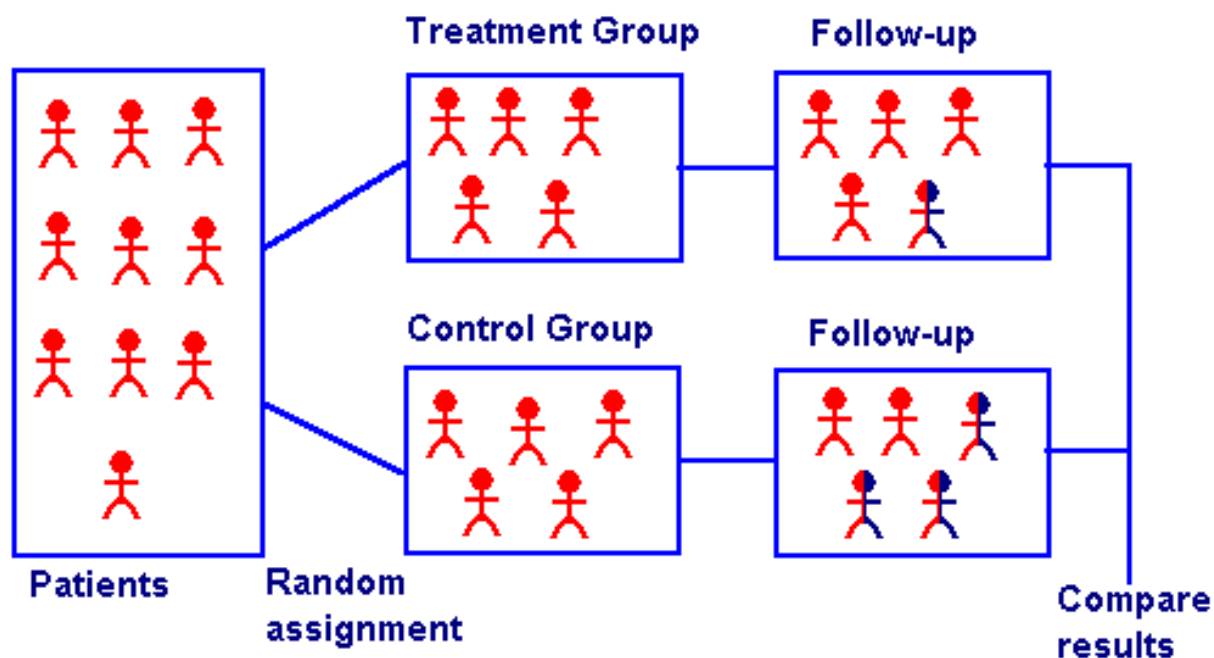 Treatment Group
Follow-up
Control Group
Follow-up
Patients
Random
assignment
Compare
results